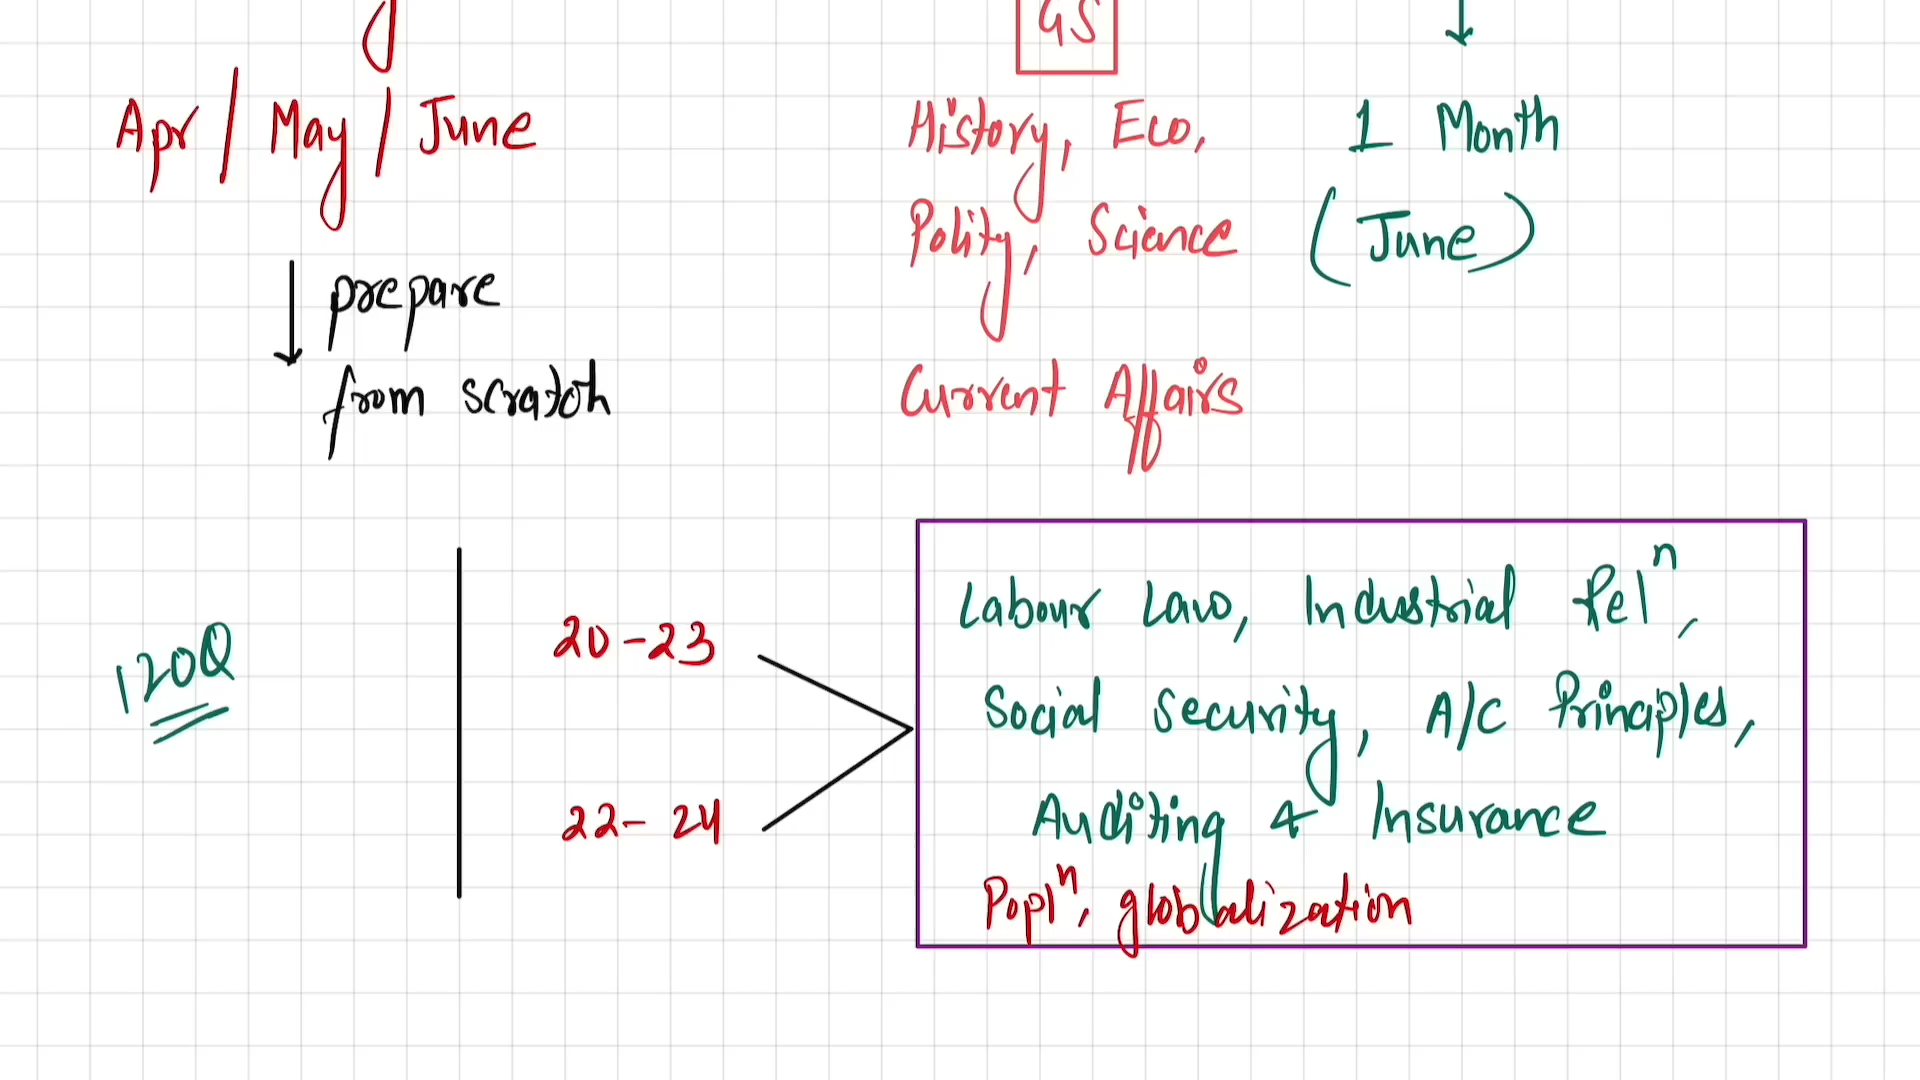 GS
Apr / May / June
History, Eco,
1 Month
Polity, Science
(June)
prepare
from scratch
Current Affairs
120Q
20-23
22-24
Labour Law, Industrial Relⁿ,
Social Security, A/C Principles,
Auditing & Insurance
Poplⁿ, globalization